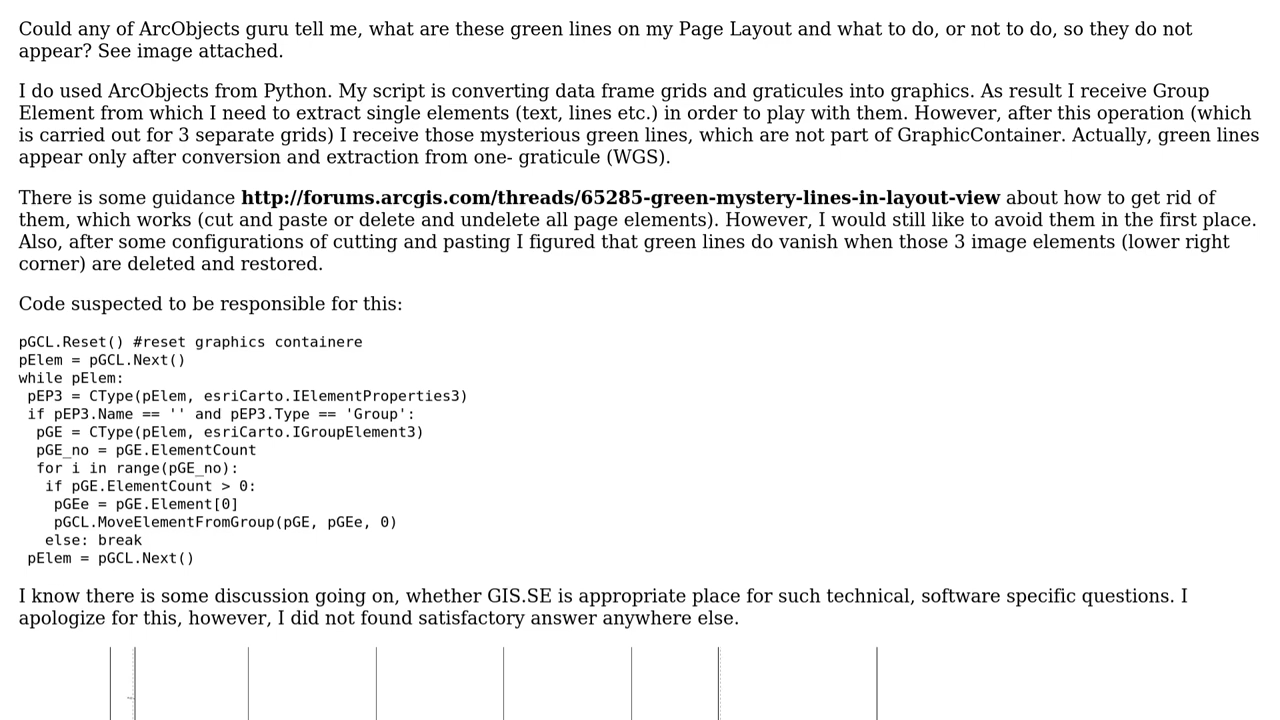 Could any of ArcObjects guru tell me, what are these green lines on my Page Layout and what to do, or not to do, so they do not
appear? See image attached.
I do used ArcObjects from Python. My script is converting data frame grids and graticules into graphics. As result I receive Group
Element from which I need to extract single elements (text, lines etc.) in order to play with them. However, after this operation (which
is carried out for 3 separate grids) I receive those mysterious green lines, which are not part of GraphicContainer. Actually, green lines
appear only after conversion and extraction from one- graticule (WGS).
There is some guidance http://forums.arcgis.com/threads/65285-green-mystery-lines-in-layout-view about how to get rid of
them, which works (cut and paste or delete and undelete all page elements). However, I would still like to avoid them in the first place.
Also, after some configurations of cutting and pasting I figured that green lines do vanish when those 3 image elements (lower right
corner) are deleted and restored.
Code suspected to be responsible for this:
pGCL.Reset() #reset graphics containere
pElem = pGCL.Next()
while pElem:
 pEP3 = CType(pElem, esriCarto.IElementProperties3)
 if pEP3.Name == '' and pEP3.Type == 'Group':
  pGE = CType(pElem, esriCarto.IGroupElement3)
  pGE_no = pGE.ElementCount
  for i in range(pGE_no):
   if pGE.ElementCount > 0:
    pGEe = pGE.Element[0]
    pGCL.MoveElementFromGroup(pGE, pGEe, 0)
   else: break
 pElem = pGCL.Next()
I know there is some discussion going on, whether GIS.SE is appropriate place for such technical, software specific questions. I
apologize for this, however, I did not found satisfactory answer anywhere else.